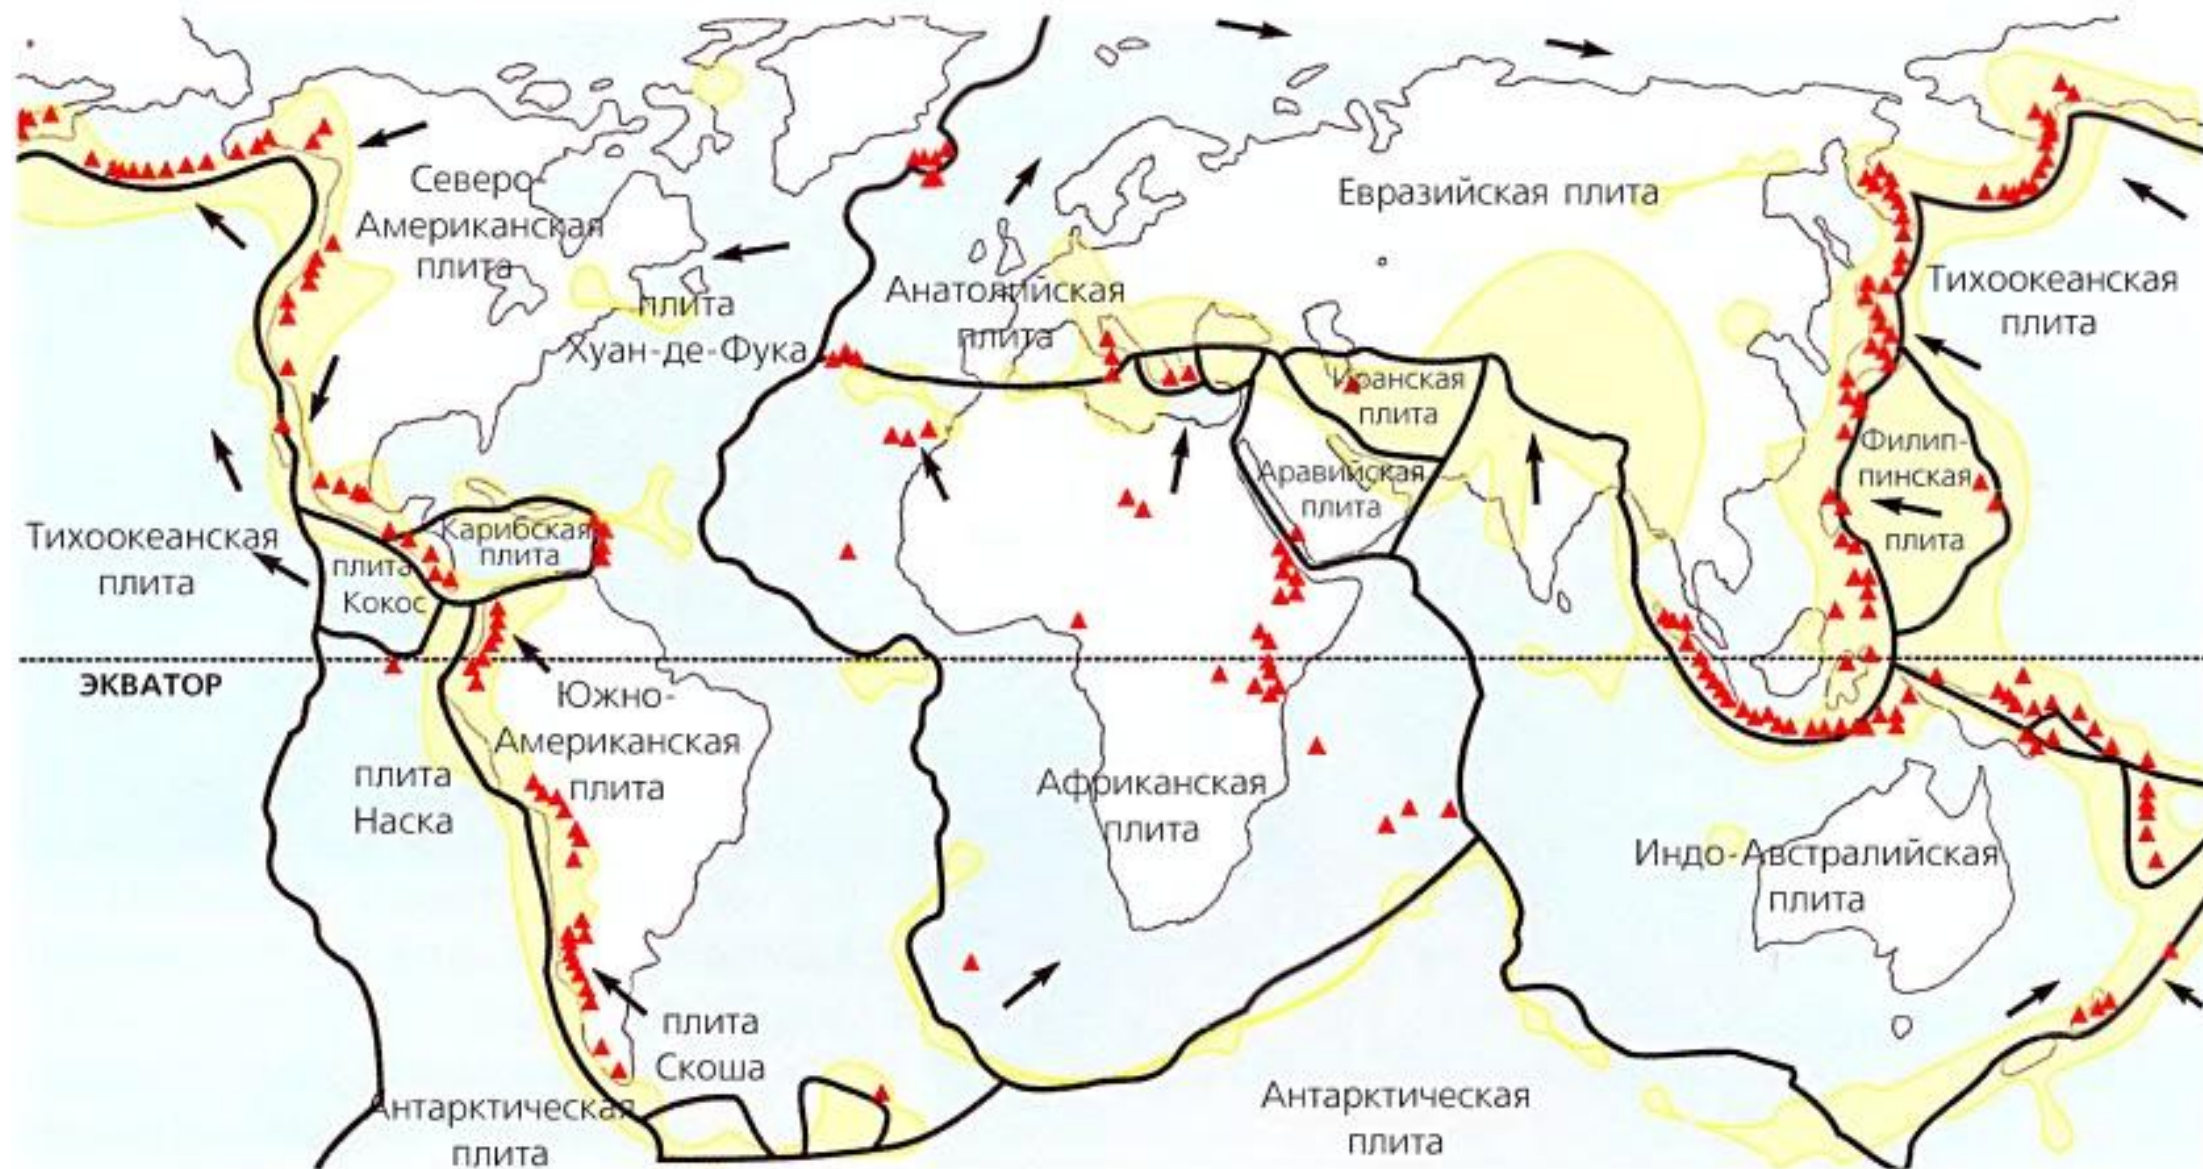 Северо-
Американская
плита
плита
Хуан-де-Фука
Анатолийская
плита
Евразийская плита
Тихоокеанская
плита
Иранская
плита
Аравийская
плита
Филип-
пинская
плита
Тихоокеанская
плита
Карибская
плита
плита
Кокос
ЭКВАТОР
Южно-
Американская
плита
плита
Наска
Африканская
плита
Индо-Австралийская
плита
плита
Скоша
Антарктическая
плита
Антарктическая
плита